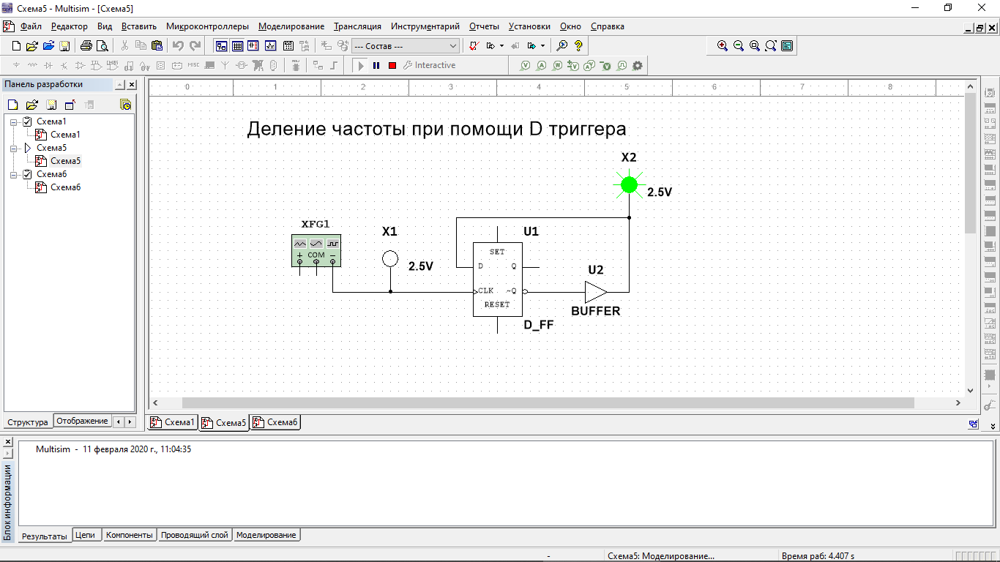 Схема5 - Multisim - [Схема5]
Файл Редактор Вид Вставить Микроконтроллеры Моделирование Трансляция Инструментарий Отчеты Установки Окно Справка
--- Состав ---
Interactive
Панель разработки
Схема1
Схема1
Схема5
Схема5
Схема6
Схема6
Структура Отображение
0 1 2 3 4 5 6 7 8
Деление частоты при помощи D триггера
X2
2.5V
XFG1
COM
X1
2.5V
U1
SET
D Q
CLK ~Q
RESET
D_FF
U2
BUFFER
Схема1 Схема5 Схема6
Multisim - 11 февраля 2020 г., 11:04:35
Блок информации
Результаты Цепи Компоненты Проводящий слой Моделирование
- Схема5: Моделирование... Время раб: 4.407 s